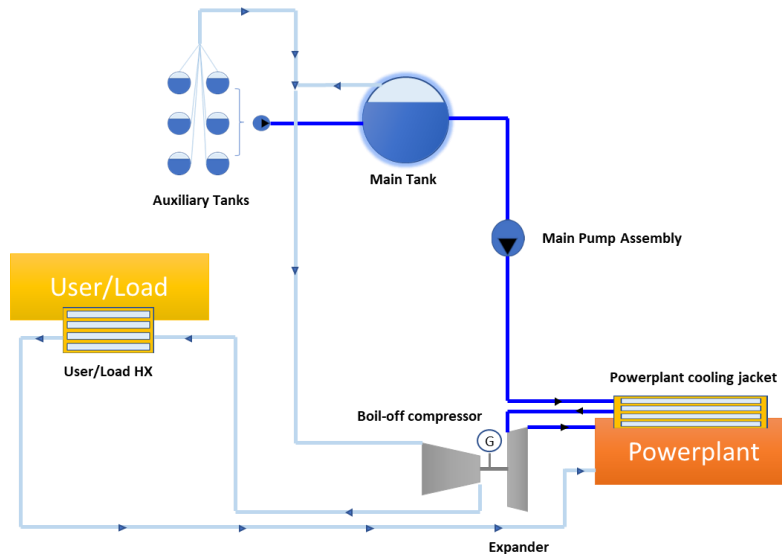 Auxiliary Tanks
Main Tank
Main Pump Assembly
User/Load
User/Load HX
Powerplant cooling jacket
Boil-off compressor
G
Powerplant
Expander